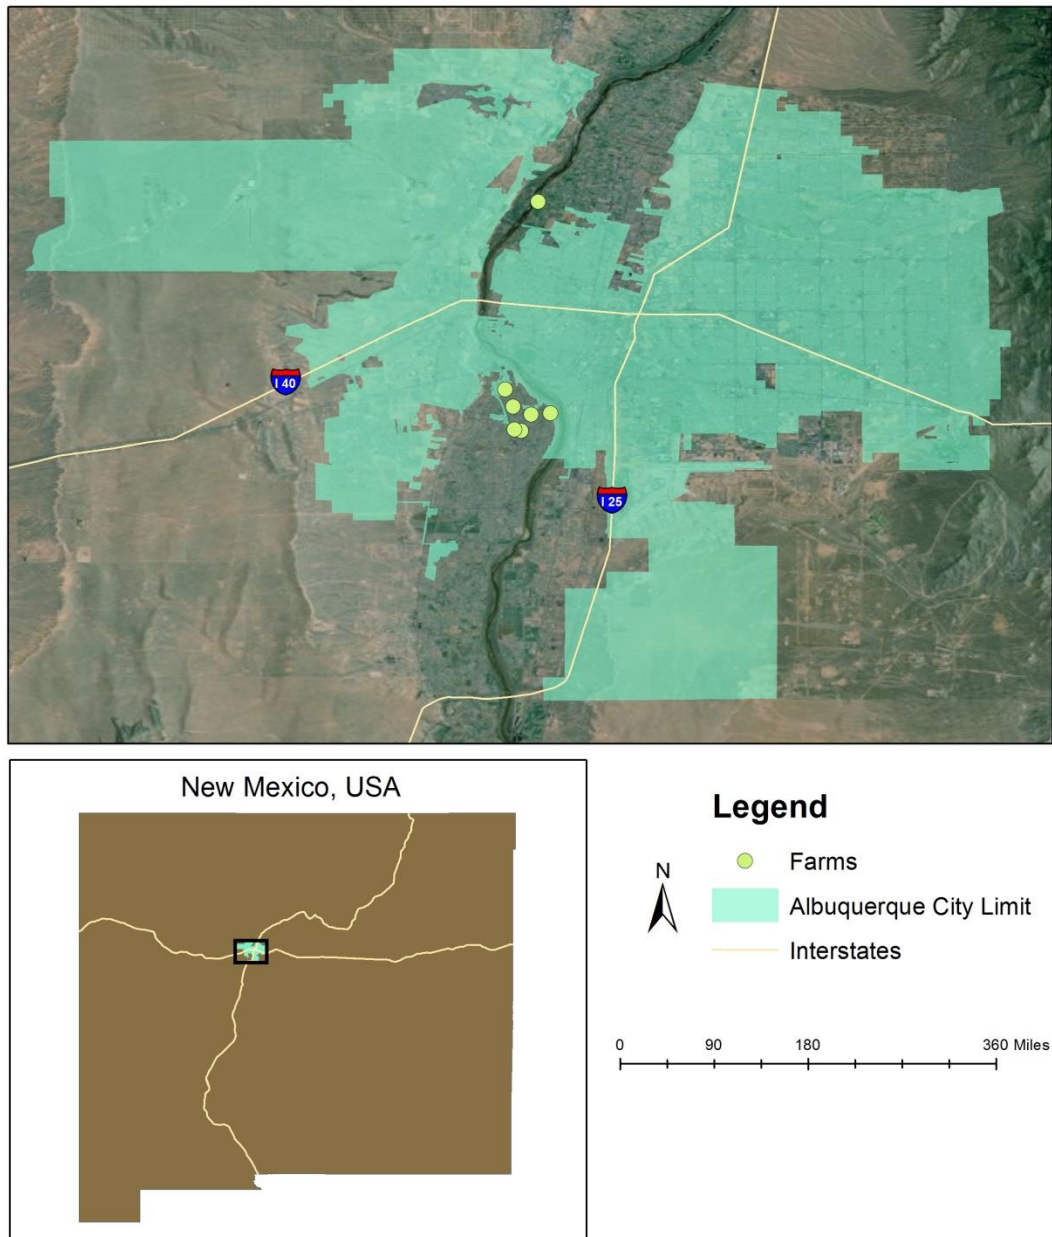 I 40
I 25
New Mexico, USA
Legend
N
Farms
Albuquerque City Limit
Interstates
0 90 180 360 Miles